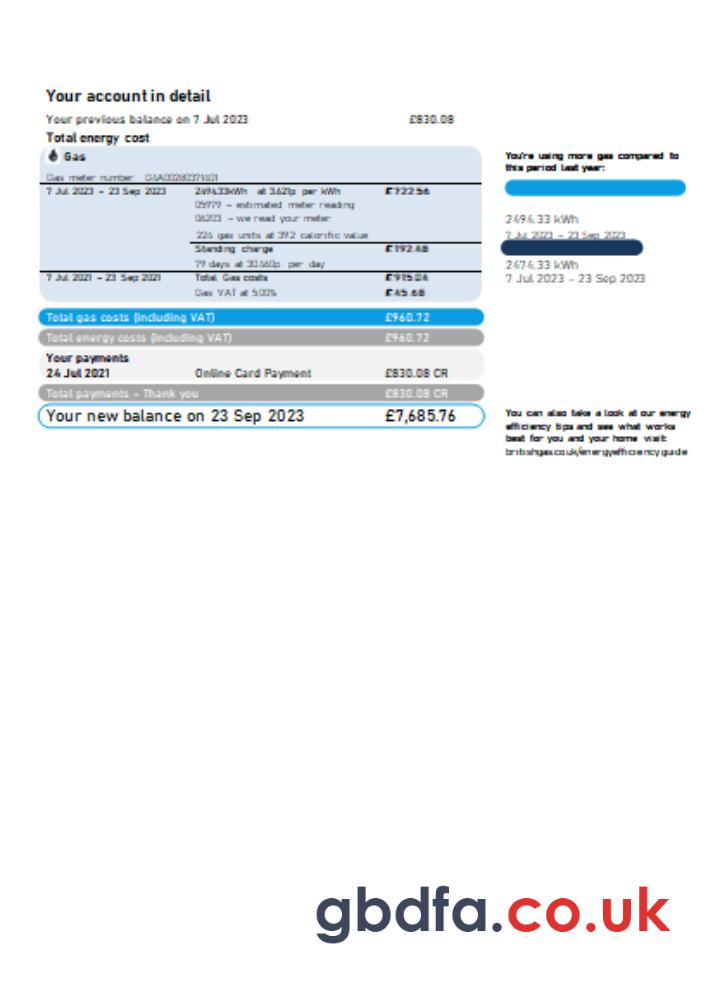 Your account in detail
Your previous balance on 7 Jul 2023 £830.08
Total energy cost
Gas
Gas meter number:
7 Jul 2023 – 23 Sep 2023 2494.33kWh at 3.621p per kWh £722.56
05979 – estimated meter reading
06203 – we read your meter
224 gas units at 39.2 calorific value
Standing charge £192.48
79 days at per day
7 Jul 2021 – 23 Sep 2021 Total Gas costs £915.04
Gas VAT at 5.00% £45.68
Total gas costs (including VAT) £960.72
Total energy costs (including VAT) £960.72
Your payments
24 Jul 2021 Online Card Payment £830.08 CR
Total payments – Thank you £830.08 CR
Your new balance on 23 Sep 2023 £7,685.76
You're using more gas compared to
this period last year:
2494.33 kWh
7 Jul 2023 – 23 Sep 2023
2474.33 kWh
7 Jul 2023 – 23 Sep 2023
You can also take a look at our energy
efficiency tips and see what works
best for you and your home visit:
britishgas.co.uk/energyefficiencyguide
gbdfa.co.uk